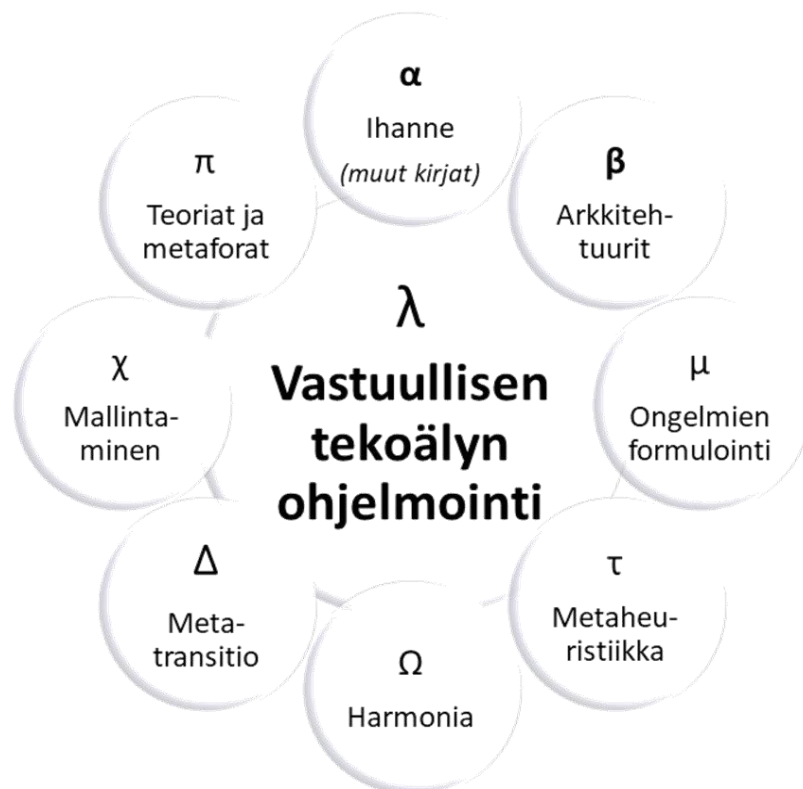 α
Ihanne
(muut kirjat)
β
Arkkiteh-
tuurit
μ
Ongelmien
formulointi
τ
Metaheu-
ristiikka
Ω
Harmonia
Δ
Meta-
transitio
χ
Mallinta-
minen
π
Teoriat ja
metaforat
λ
Vastuullisen
tekoälyn
ohjelmointi